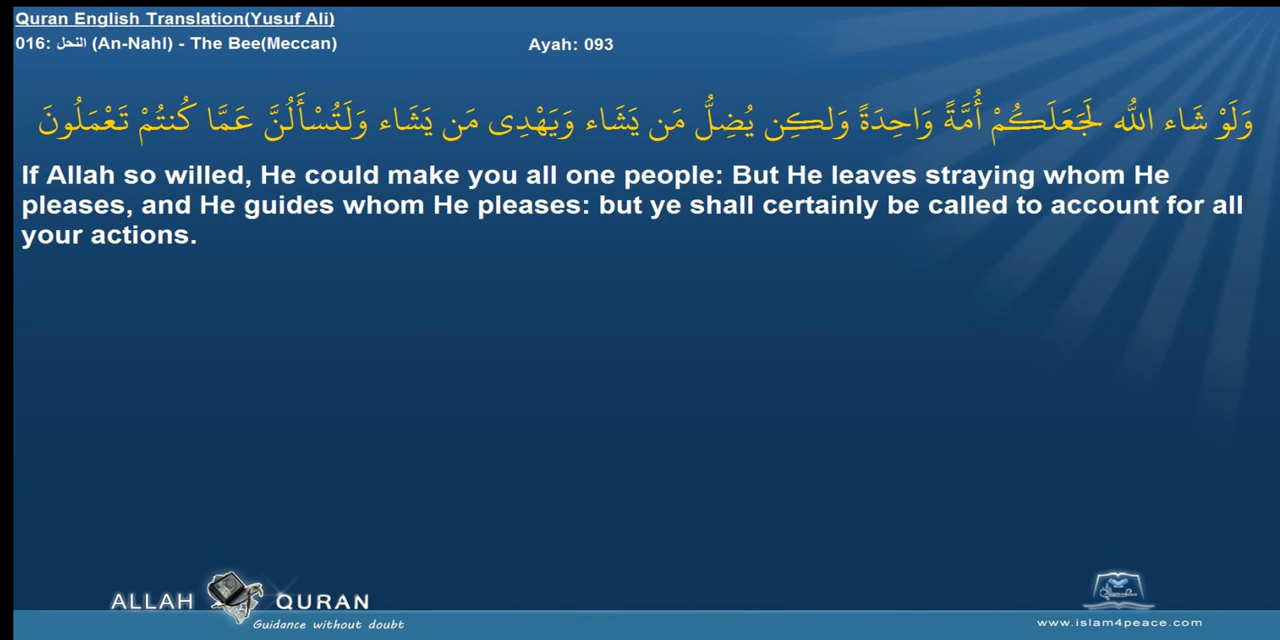 Quran English Translation(Yusuf Ali)
016: النحل (An-Nahl) - The Bee(Meccan)
Ayah: 093
وَلَوْ شَاء اللّٰهُ لَجَعَلَكُمْ أُمَّةً وَاحِدَةً وَلكِن يُضِلُّ مَن يَشَاء وَيَهْدِى مَن يَشَاء وَلَتُسْأَلُنَّ عَمَّا كُنتُمْ تَعْمَلُونَ
If Allah so willed, He could make you all one people: But He leaves straying whom He
pleases, and He guides whom He pleases: but ye shall certainly be called to account for all
your actions.
ALLAH QURAN
Guidance without doubt
www.islam4peace.com